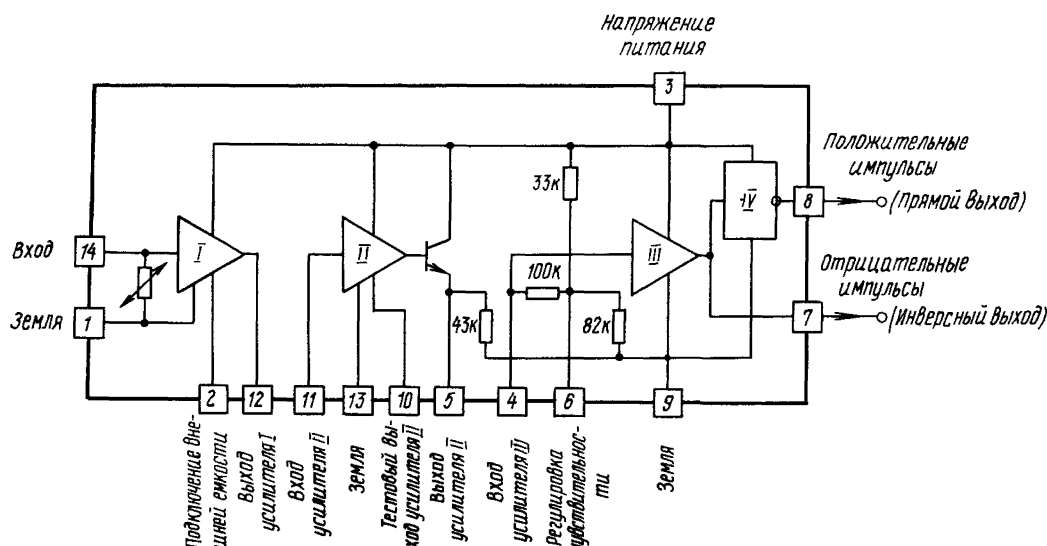 Напряжение
питания
3
Положительные
импульсы
33к
IV
8
(Прямой выход)
Вход
14
I
II
III
100к
Отрицательные
импульсы
Земля
1
43к
82к
7
(Инверсный выход)
2
12
11
13
10
5
4
6
9
Подключение вне-
шней емкости
Выход
усилителя I
Вход
усилителя II
Земля
Тестовый вы-
ход усилителя II
Выход
усилителя II
Вход
усилителя III
Регулировка
чувствительнос-
ти
Земля